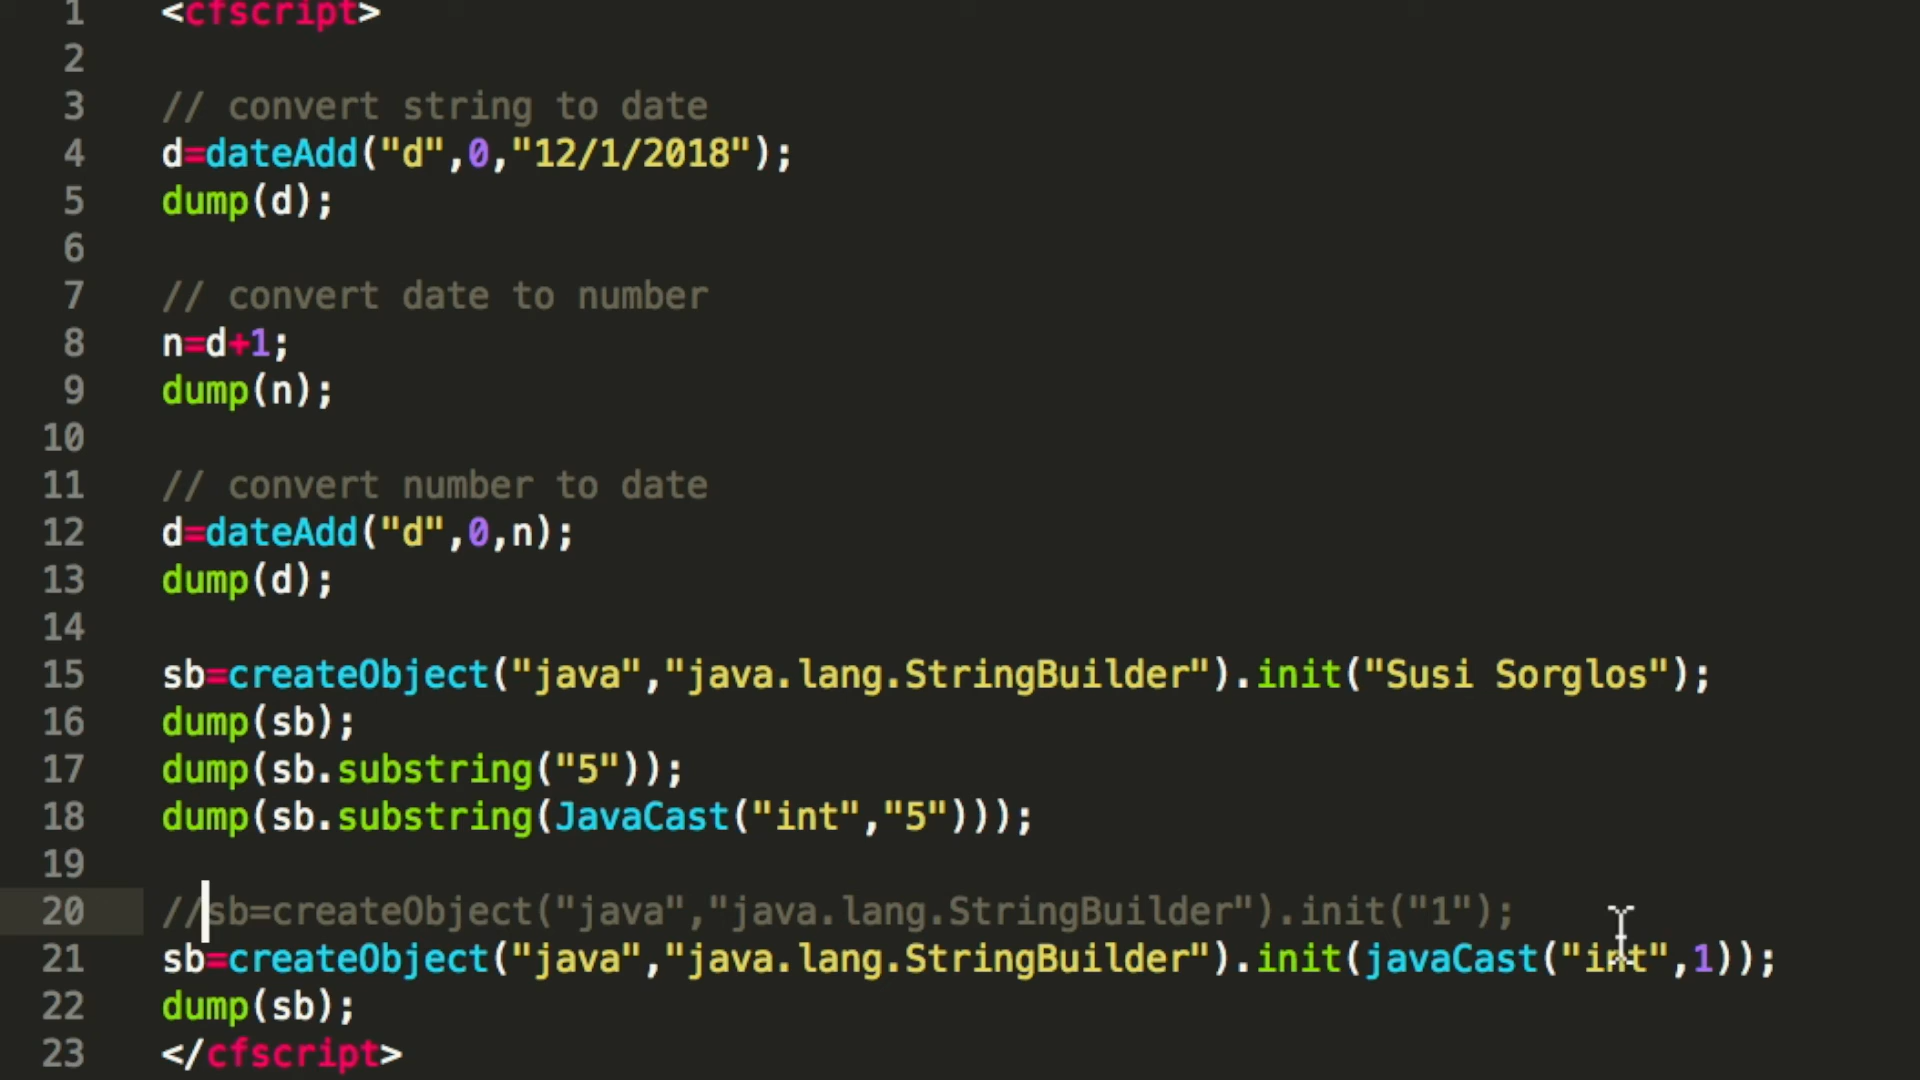 1 <cfscript>
2
3 // convert string to date
4 d=dateAdd("d",0,"12/1/2018");
5 dump(d);
6
7 // convert date to number
8 n=d+1;
9 dump(n);
10
11 // convert number to date
12 d=dateAdd("d",0,n);
13 dump(d);
14
15 sb=createObject("java","java.lang.StringBuilder").init("Susi Sorglos");
16 dump(sb);
17 dump(sb.substring("5"));
18 dump(sb.substring(JavaCast("int","5")));
19
20 //sb=createObject("java","java.lang.StringBuilder").init("1");
21 sb=createObject("java","java.lang.StringBuilder").init(javaCast("int",1));
22 dump(sb);
23 </cfscript>